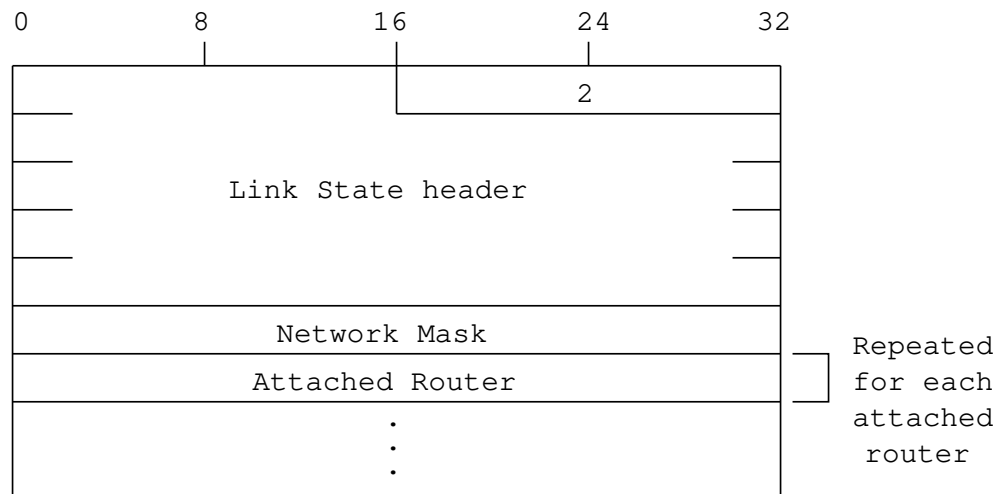 0 8 16 24 32
2
Link State header
Network Mask
Attached Router
.
.
.
Repeated
for each
attached
router